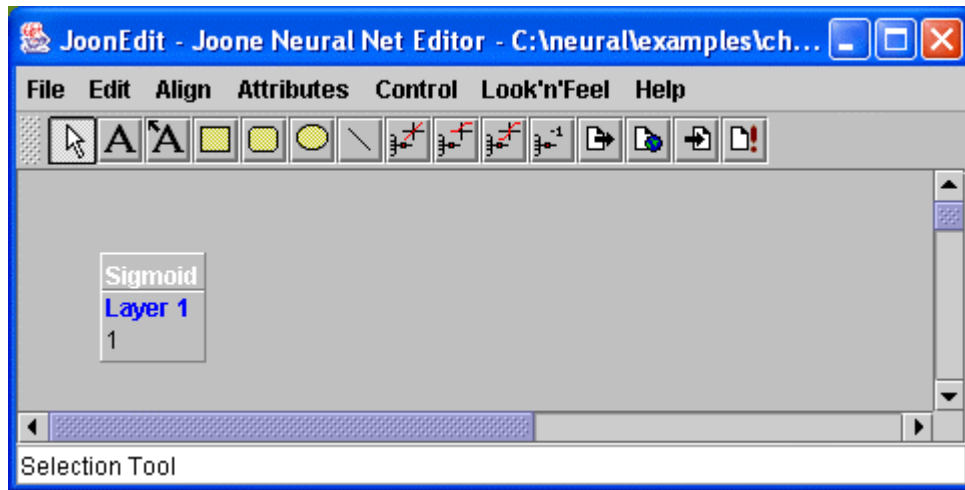 JoonEdit - Joone Neural Net Editor - C:\neural\examples\ch...
File Edit Align Attributes Control Look'n'Feel Help
A A -1
Sigmoid
Layer 1
1
Selection Tool